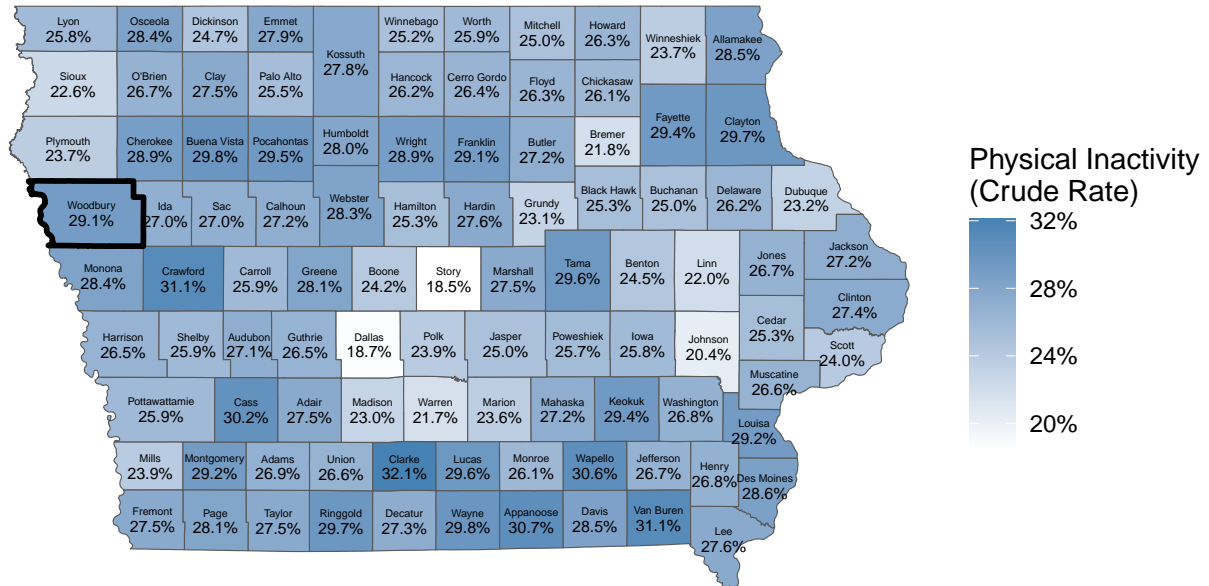 Lyon
25.8%
Osceola
28.4%
Dickinson
24.7%
Emmet
27.9%
Kossuth
27.8%
Winnebago
25.2%
Worth
25.9%
Mitchell
25.0%
Howard
26.3%
Winneshiek
23.7%
Allamakee
28.5%
Sioux
22.6%
O'Brien
26.7%
Clay
27.5%
Palo Alto
25.5%
Hancock
26.2%
Cerro Gordo
26.4%
Floyd
26.3%
Chickasaw
26.1%
Fayette
29.4%
Clayton
29.7%
Plymouth
23.7%
Cherokee
28.9%
Buena Vista
29.8%
Pocahontas
29.5%
Humboldt
28.0%
Wright
28.9%
Franklin
29.1%
Butler
27.2%
Bremer
21.8%
Woodbury
29.1%
Ida
27.0%
Sac
27.0%
Calhoun
27.2%
Webster
28.3%
Hamilton
25.3%
Hardin
27.6%
Grundy
23.1%
Black Hawk
25.3%
Buchanan
25.0%
Delaware
26.2%
Dubuque
23.2%
Monona
28.4%
Crawford
31.1%
Carroll
25.9%
Greene
28.1%
Boone
24.2%
Story
18.5%
Marshall
27.5%
Tama
29.6%
Benton
24.5%
Linn
22.0%
Jones
26.7%
Jackson
27.2%
Clinton
27.4%
Harrison
26.5%
Shelby
25.9%
Audubon
27.1%
Guthrie
26.5%
Dallas
18.7%
Polk
23.9%
Jasper
25.0%
Poweshiek
25.7%
Iowa
25.8%
Johnson
20.4%
Cedar
25.3%
Scott
24.0%
Muscatine
26.6%
Pottawattamie
25.9%
Cass
30.2%
Adair
27.5%
Madison
23.0%
Warren
21.7%
Marion
23.6%
Mahaska
27.2%
Keokuk
29.4%
Washington
26.8%
Louisa
29.2%
Mills
23.9%
Montgomery
29.2%
Adams
26.9%
Union
26.6%
Clarke
32.1%
Lucas
29.6%
Monroe
26.1%
Wapello
30.6%
Jefferson
26.7%
Henry
26.8%
Des Moines
28.6%
Fremont
27.5%
Page
28.1%
Taylor
27.5%
Ringgold
29.7%
Decatur
27.3%
Wayne
29.8%
Appanoose
30.7%
Davis
28.5%
Van Buren
31.1%
Lee
27.6%
Physical Inactivity
(Crude Rate)
32%
28%
24%
20%